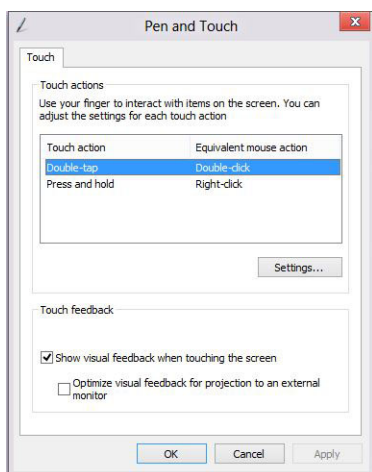 Pen and Touch
Touch
Touch actions
Use your finger to interact with items on the screen. You can
adjust the settings for each touch action
Touch action Equivalent mouse action
Double-tap Double-click
Press and hold Right-click
Settings...
Touch feedback
Show visual feedback when touching the screen
Optimize visual feedback for projection to an external
monitor
OK Cancel Apply